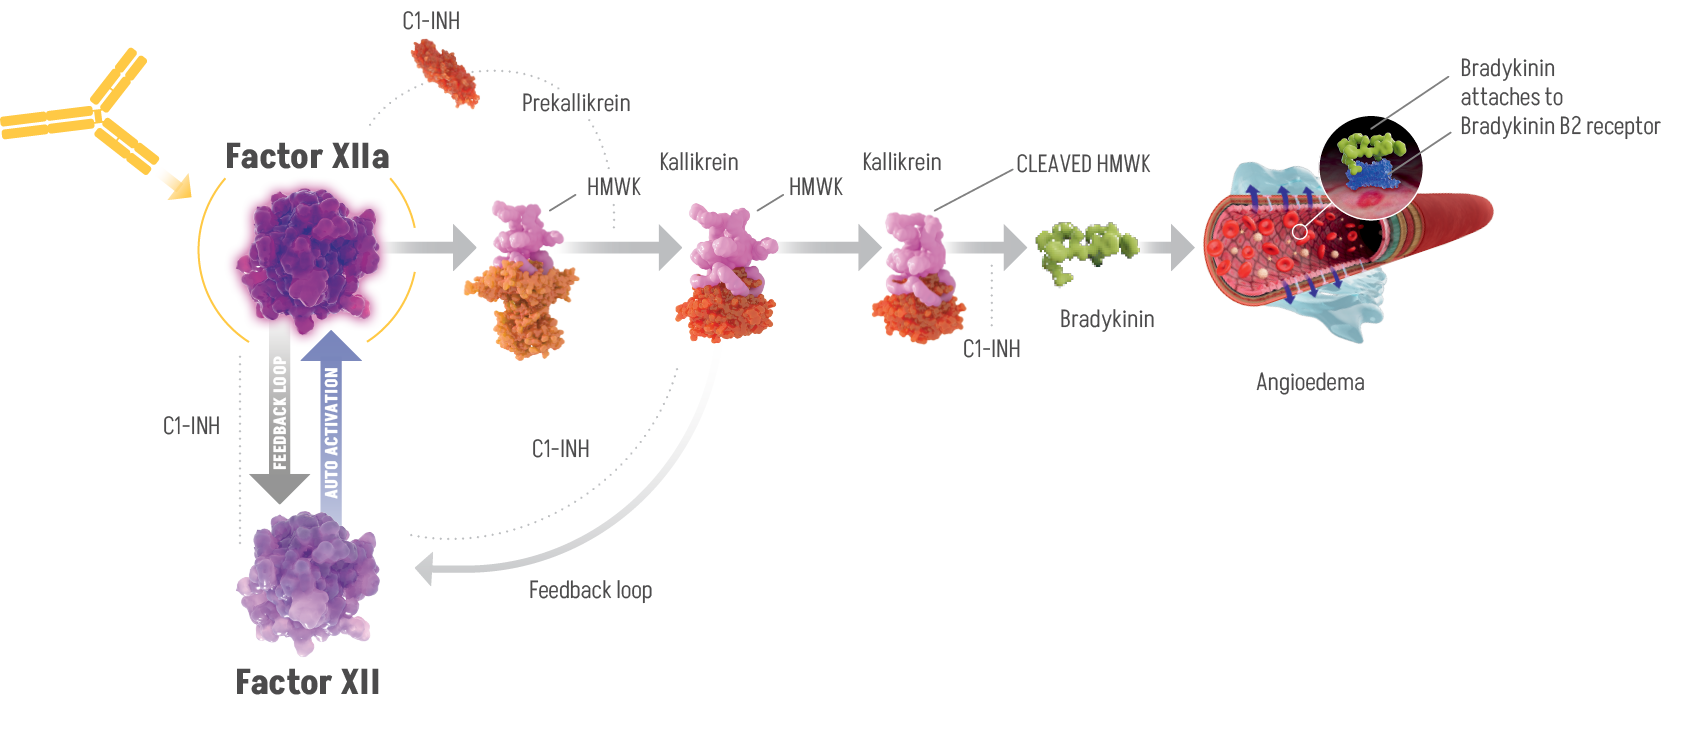 C1-INH
Prekallikrein
Factor XIIa
HMWK
Kallikrein
HMWK
Kallikrein
CLEAVED HMWK
Bradykinin
attaches to
Bradykinin B2 receptor
Bradykinin
C1-INH
Angioedema
C1-INH
FEEDBACK LOOP
AUTO ACTIVATION
C1-INH
Feedback loop
Factor XII